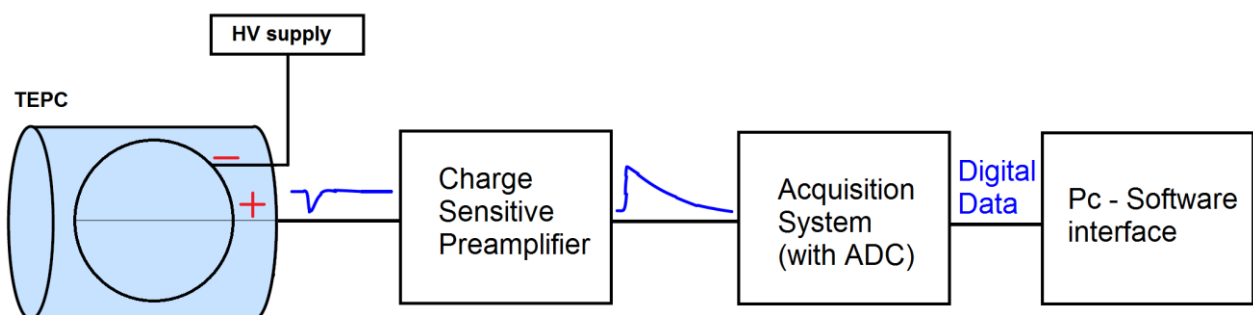 HV supply
TEPC
−
+
Charge
Sensitive
Preamplifier
Acquisition
System
(with ADC)
Digital
Data
Pc - Software
interface